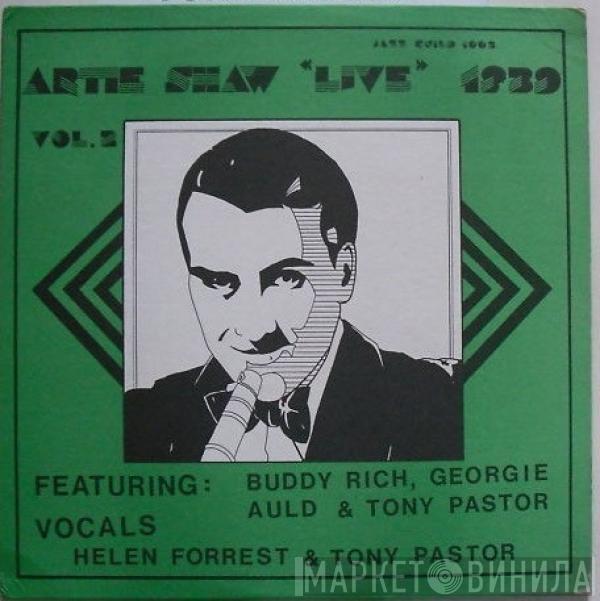 JAZZ GUILD 1003
ARTIE SHAW "LIVE" 1939
VOL. 2
FEATURING: BUDDY RICH, GEORGIE
AULD & TONY PASTOR
VOCALS
HELEN FORREST & TONY PASTOR
МАРКЕТ ВИНИЛА